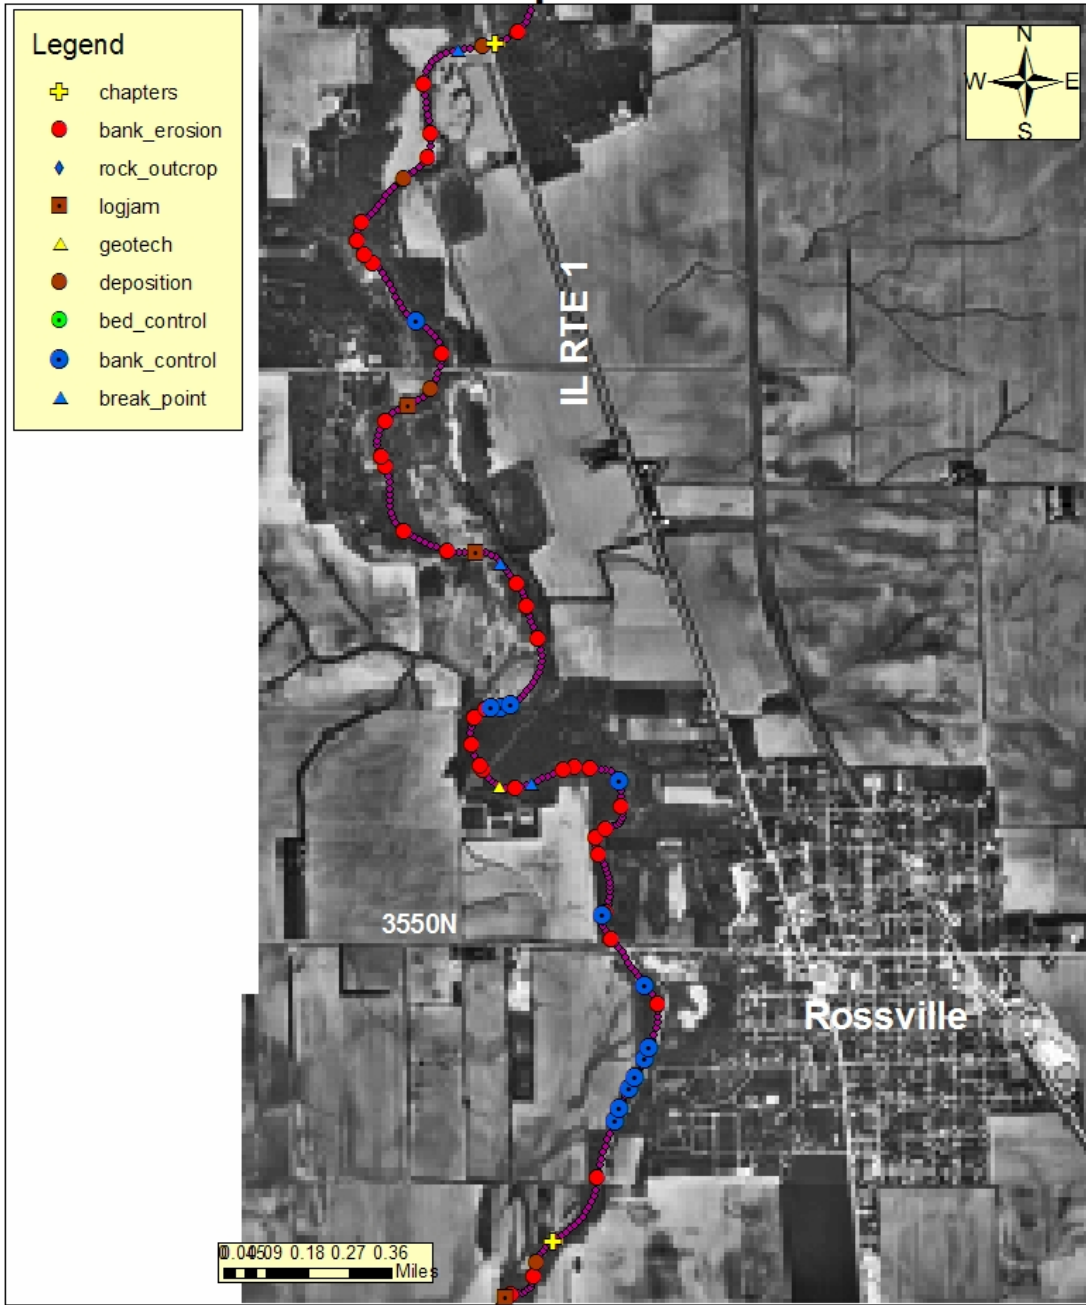 Legend
chapters
bank_erosion
rock_outcrop
logjam
geotech
deposition
bed_control
bank_control
break_point
N
W E
S
IL RTE 1
3550N
Rossville
0.18 0.27 0.36
Miles